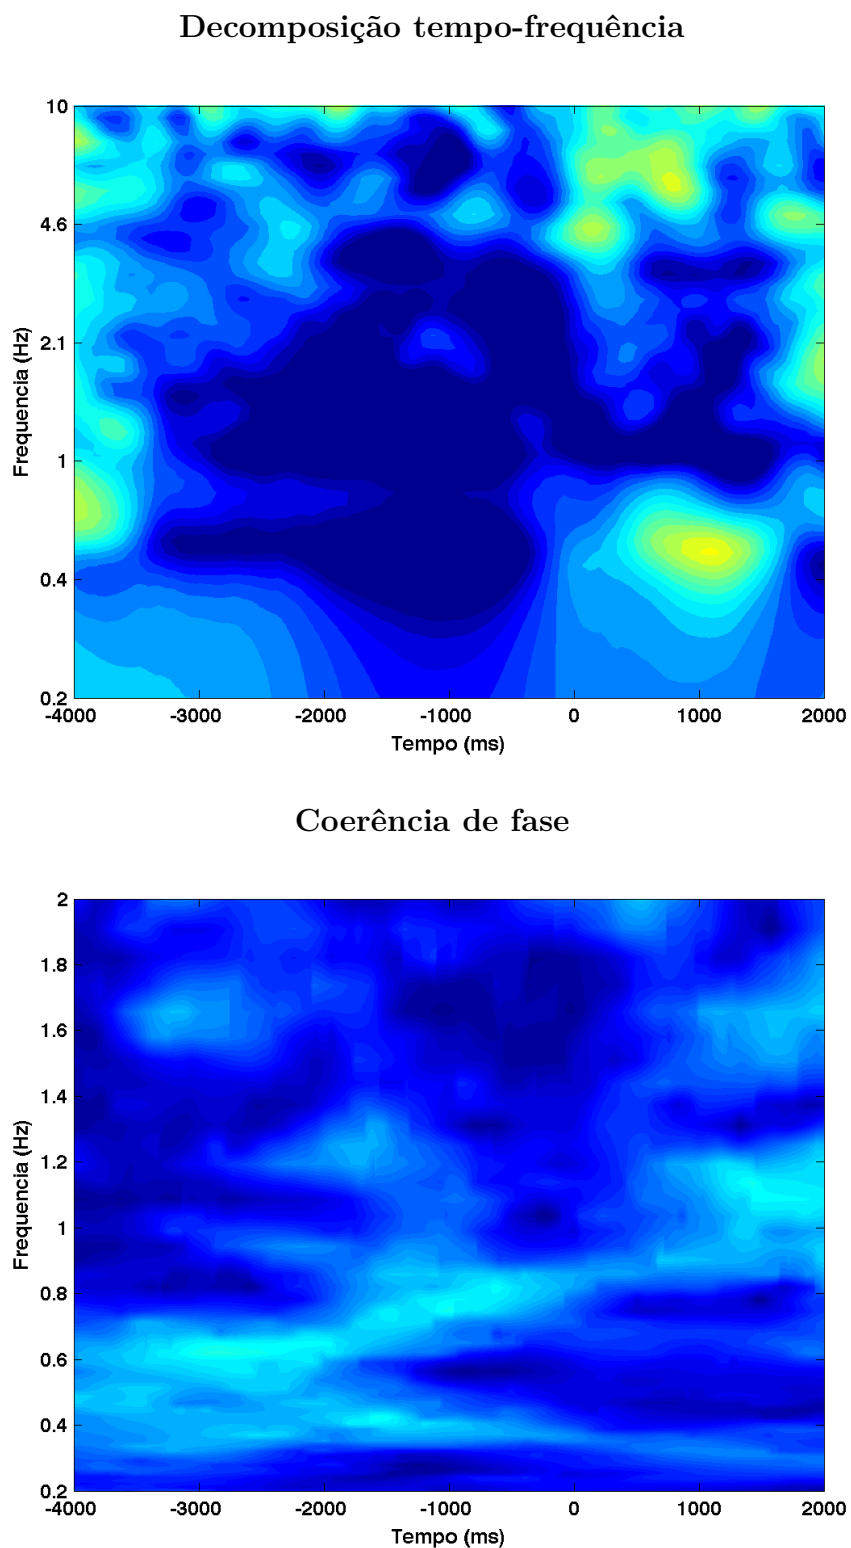 Decomposição tempo-frequência
10
4.6
2.1
1
0.4
0.2
Frequencia (Hz)
-4000 -3000 -2000 -1000 0 1000 2000
Tempo (ms)
Coerência de fase
2
1.8
1.6
1.4
1.2
1
0.8
0.6
0.4
0.2
Frequencia (Hz)
-4000 -3000 -2000 -1000 0 1000 2000
Tempo (ms)